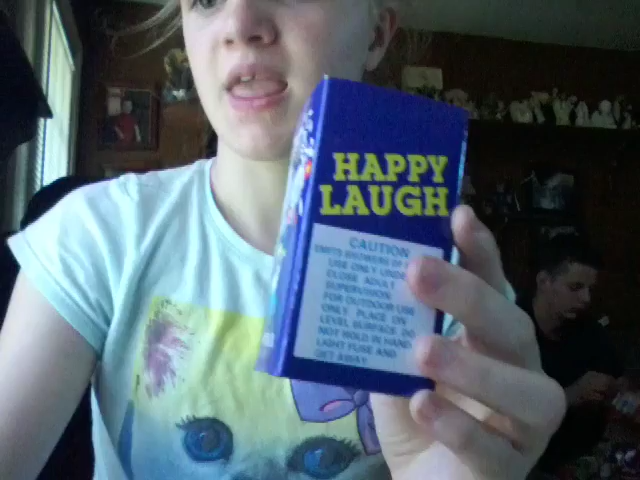 HAPPY
LAUGH
CAUTION
EMITS SHOWERS OF
USE ONLY UNDER
CLOSE ADULT
SUPERVISION.
FOR OUTDOOR USE
ONLY. PLACE ON
LEVEL SURFACE. DO
NOT HOLD IN HAND.
LIGHT FUSE AND
GET AWAY.